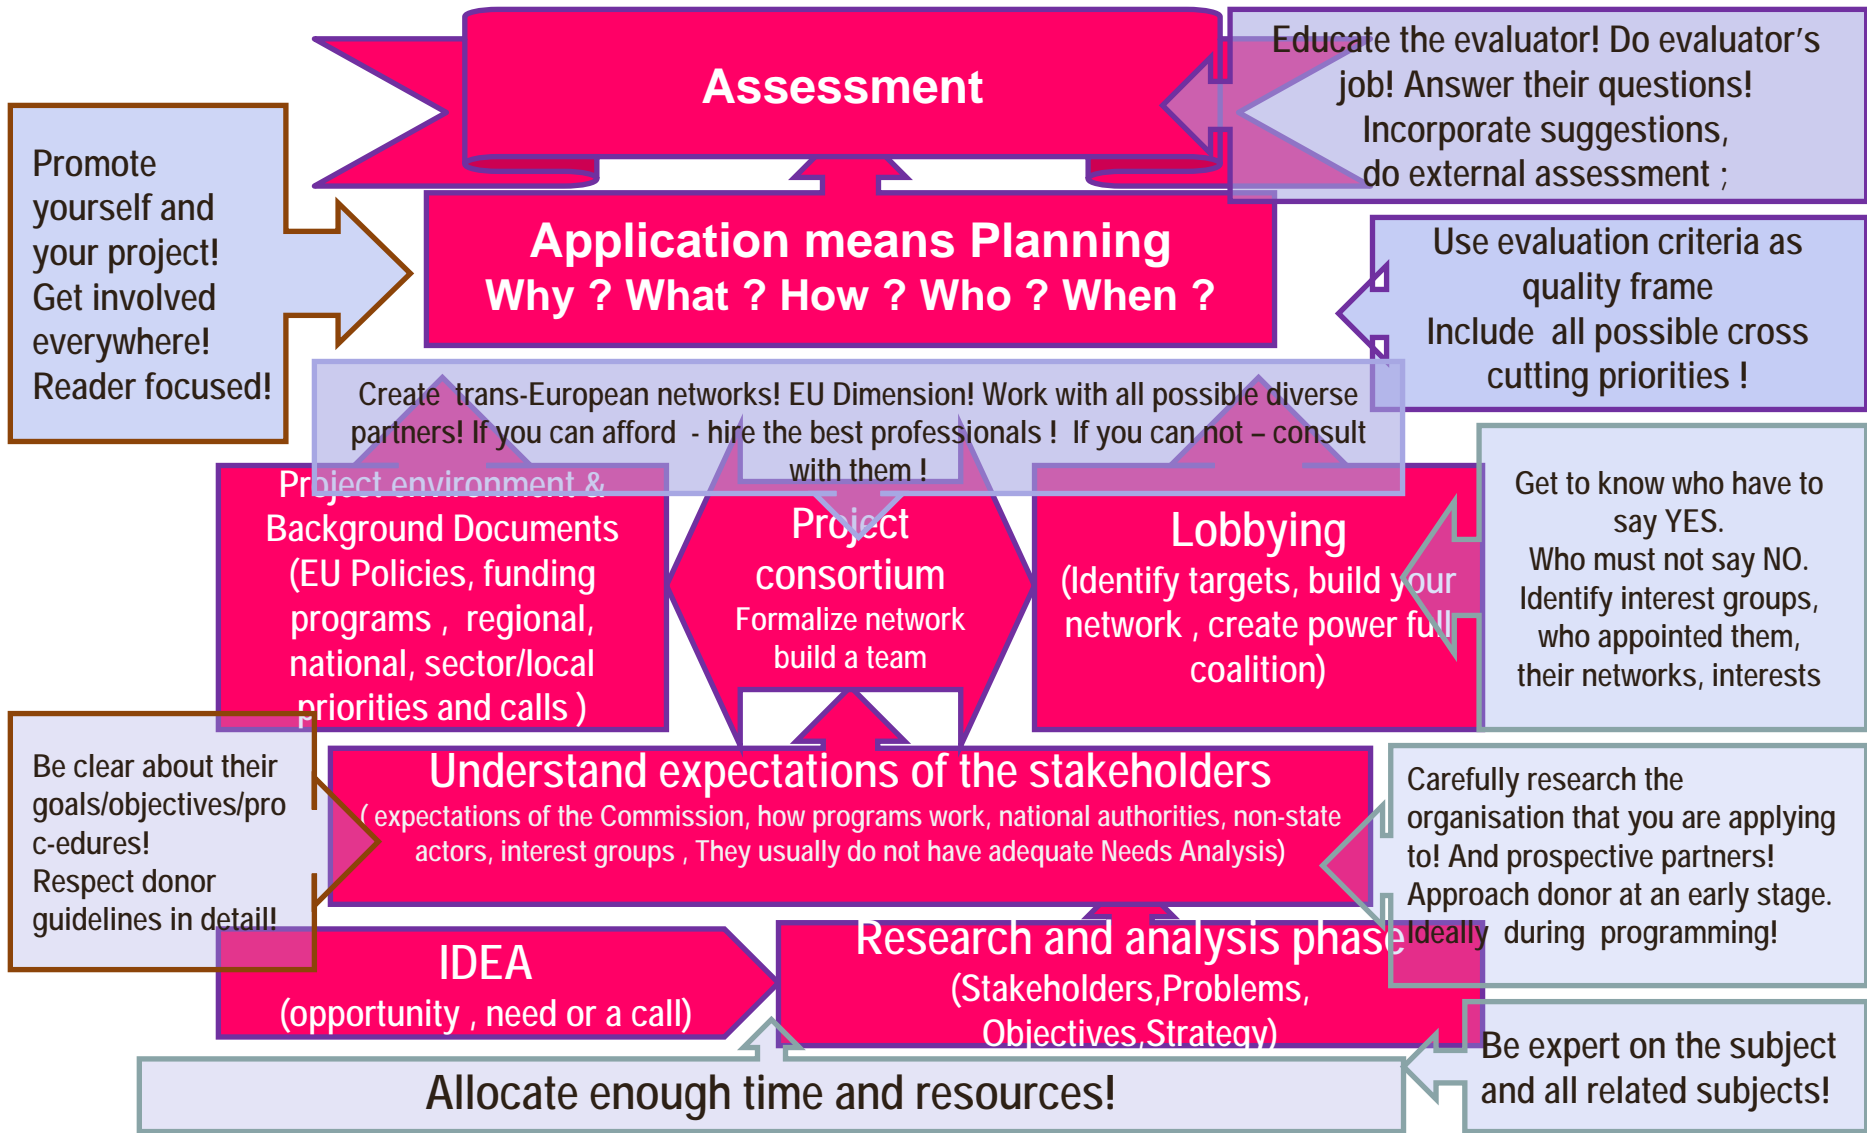 Assessment
Educate the evaluator! Do evaluator's
job! Answer their questions!
Incorporate suggestions,
do external assessment ;
Promote
yourself and
your project!
Get involved
everywhere!
Reader focused!
Application means Planning
Why ? What ? How ? Who ? When ?
Use evaluation criteria as
quality frame
Include all possible cross
cutting priorities !
Create trans-European networks! EU Dimension! Work with all possible diverse
partners! If you can afford - hire the best professionals ! If you can not – consult
with them !
Project environment &
Background Documents
(EU Policies, funding
programs , regional,
national, sector/local
priorities and calls )
Project
consortium
Formalize network
build a team
Lobbying
(Identify targets, build your
network , create power full
coalition)
Get to know who have to
say YES.
Who must not say NO.
Identify interest groups,
who appointed them,
their networks, interests
Be clear about their
goals/objectives/pro
c-edures!
Respect donor
guidelines in detail!
Understand expectations of the stakeholders
( expectations of the Commission, how programs work, national authorities, non-state
actors, interest groups , They usually do not have adequate Needs Analysis)
Carefully research the
organisation that you are applying
to! And prospective partners!
Approach donor at an early stage.
Ideally during programming!
IDEA
(opportunity , need or a call)
Research and analysis phase
(Stakeholders,Problems,
Objectives,Strategy)
Allocate enough time and resources!
Be expert on the subject
and all related subjects!